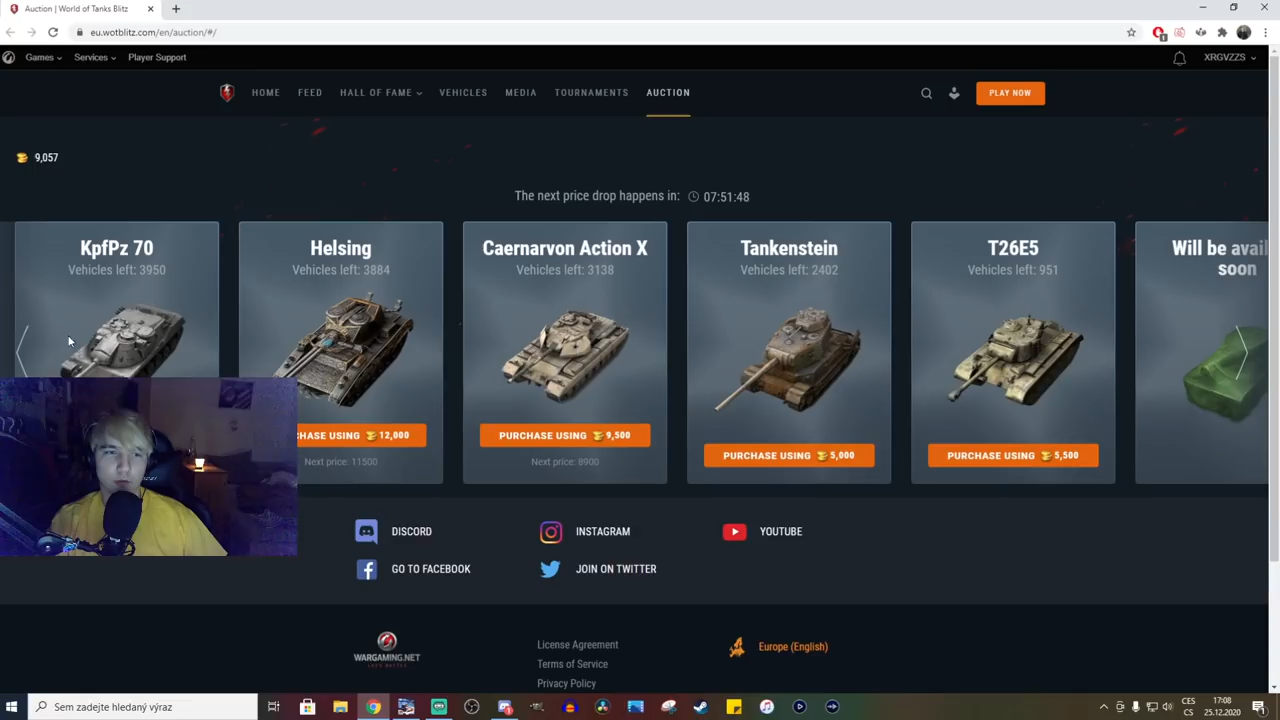 Auction | World of Tanks Blitz
eu.wotblitz.com/en/auction/#/
Games
Services
Player Support
XRGVZZS
HOME
FEED
HALL OF FAME
VEHICLES
MEDIA
TOURNAMENTS
AUCTION
PLAY NOW
9,057
The next price drop happens in: 07:51:48
KpfPz 70
Vehicles left: 3950
Helsing
Vehicles left: 3884
CHASE USING 12,000
Next price: 11500
Caernarvon Action X
Vehicles left: 3138
PURCHASE USING 9,500
Next price: 8900
Tankenstein
Vehicles left: 2402
PURCHASE USING 5,000
T26E5
Vehicles left: 951
PURCHASE USING 5,500
Will be avai
soon
DISCORD
INSTAGRAM
YOUTUBE
GO TO FACEBOOK
JOIN ON TWITTER
WARGAMING.NET
LET'S BATTLE
License Agreement
Terms of Service
Privacy Policy
Europe (English)
Sem zadejte hledaný výraz
CES
CS
17:08
25.12.2020